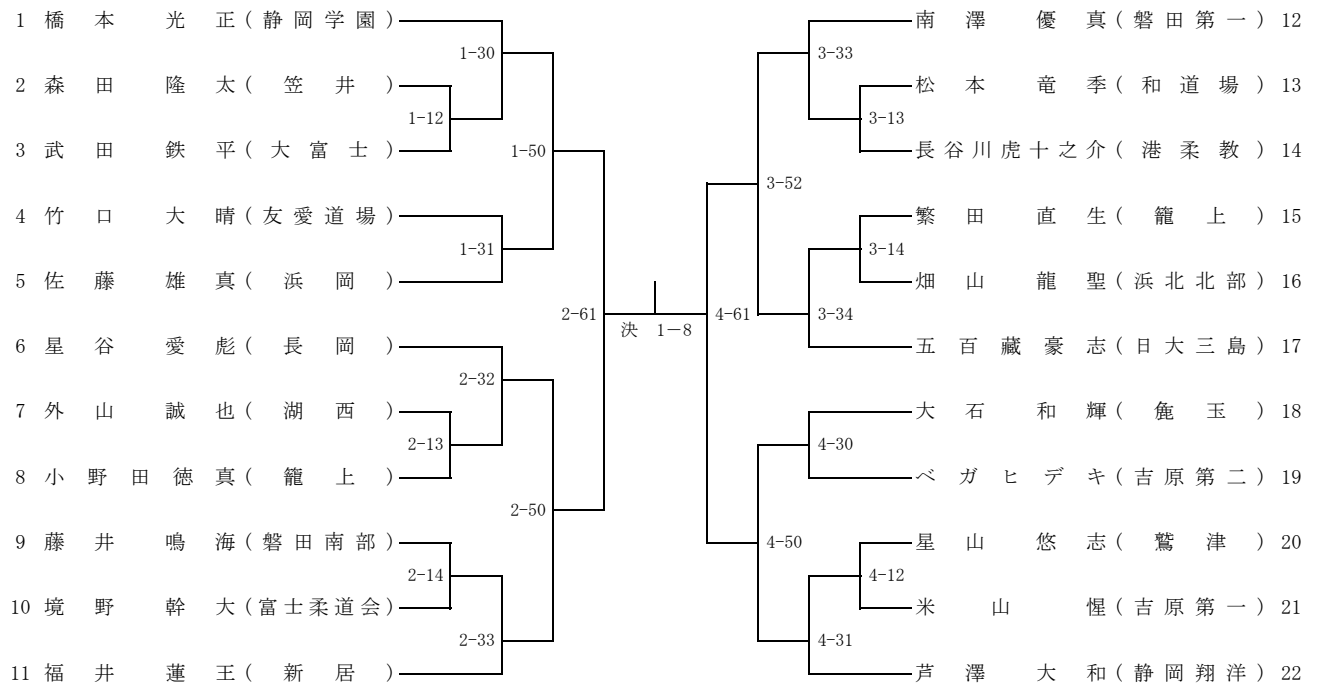 1 橋本光正(静岡学園)
1-30
2 森田隆太(笠井)
1-12
3 武田鉄平(大富士)
1-50
4 竹口大晴(友愛道場)
1-31
5 佐藤雄真(浜岡)
2-61
6 星谷愛彪(長岡)
2-32
7 外山誠也(湖西)
2-13
8 小野田徳真(籠上)
2-50
9 藤井鳴海(磐田南部)
2-14
10 境野幹大(富士柔道会)
2-33
11 福井蓮王(新居)
決 1-8
南澤優真(磐田第一) 12
3-33
松本竜季(和道場) 13
3-13
長谷川虎十之介(港柔教) 14
3-52
繁田直生(籠上) 15
3-14
畑山龍聖(浜北北部) 16
4-61
3-34
五百藏豪志(日大三島) 17
大石和輝(麁玉) 18
4-30
ベガヒデキ(吉原第二) 19
4-50
星山悠志(鷲津) 20
4-12
米山惺(吉原第一) 21
4-31
芦澤大和(静岡翔洋) 22